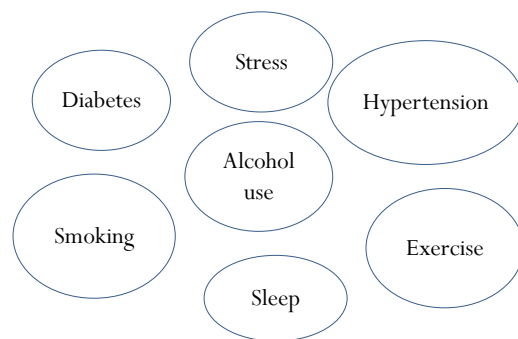 Stress
Diabetes
Hypertension
Alcohol
use
Smoking
Exercise
Sleep